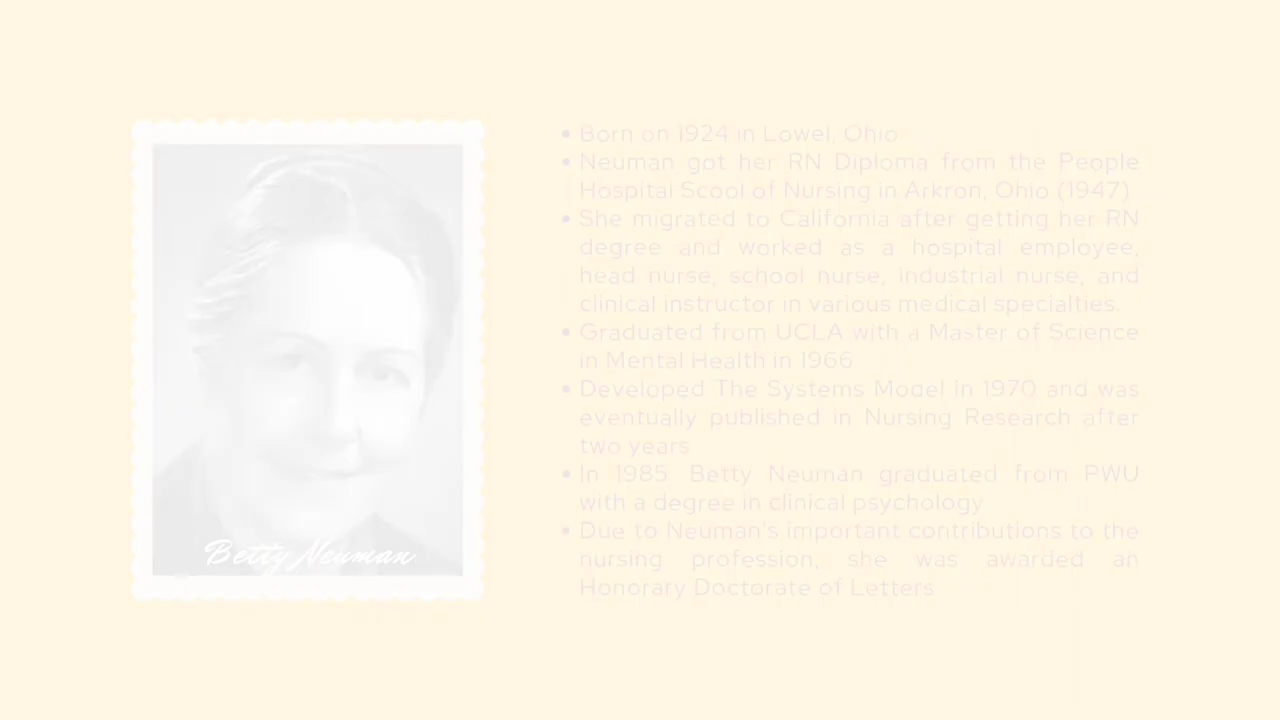 Betty Neuman
• Born on 1924 in Lowel, Ohio
• Neuman got her RN Diploma from the People
Hospital Scool of Nursing in Arkron, Ohio (1947)
• She migrated to California after getting her RN
degree and worked as a hospital employee,
head nurse, school nurse, industrial nurse, and
clinical instructor in various medical specialties
• Graduated from UCLA with a Master of Science
in Mental Health in 1966
• Developed The Systems Model in 1970 and was
eventually published in Nursing Research after
two years
• In 1985 Betty Neuman graduated from PWU
with a degree in clinical psychology
• Due to Neuman's important contributions to the
nursing profession, she was awarded an
Honorary Doctorate of Letters